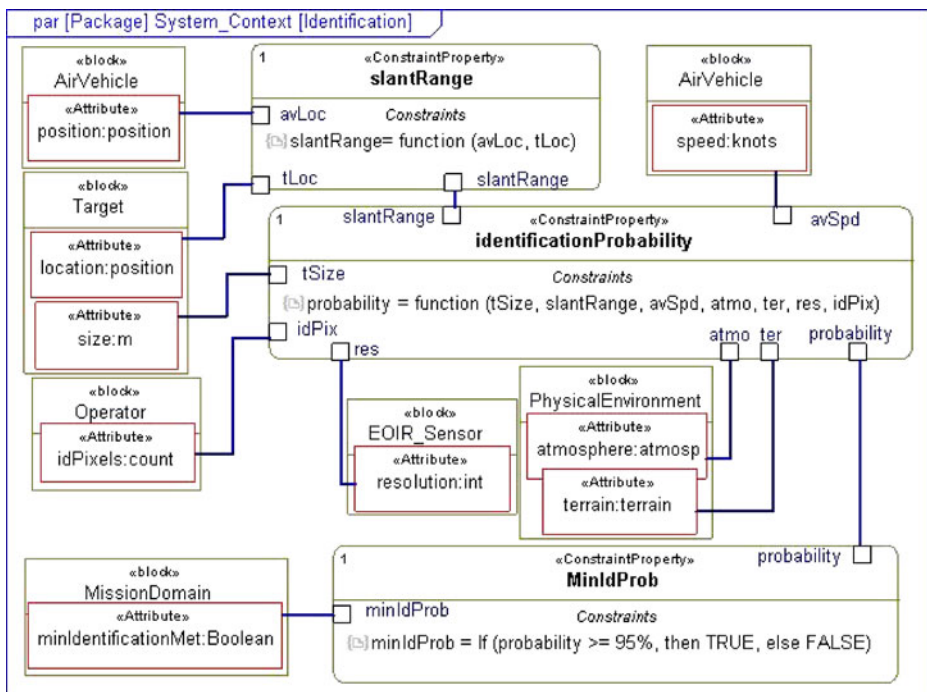 par [Package] System_Context [Identification]
«block»
AirVehicle
«Attribute»
position:position
1
«ConstraintProperty»
slantRange
avLoc
Constraints
slantRange= function (avLoc, tLoc)
tLoc
slantRange
«block»
AirVehicle
«Attribute»
speed:knots
«block»
Target
«Attribute»
location:position
«Attribute»
size:m
slantRange
avSpd
1
«ConstraintProperty»
identificationProbability
tSize
Constraints
probability = function (tSize, slantRange, avSpd, atmo, ter, res, idPix)
idPix
res
atmo
ter
probability
«block»
Operator
«Attribute»
idPixels:count
«block»
EOIR_Sensor
«Attribute»
resolution:int
«block»
PhysicalEnvironment
«Attribute»
atmosphere:atmosp
«Attribute»
terrain:terrain
«block»
MissionDomain
«Attribute»
minIdentificationMet:Boolean
probability
1
«ConstraintProperty»
MinIdProb
minIdProb
Constraints
minIdProb = If (probability >= 95%, then TRUE, else FALSE)